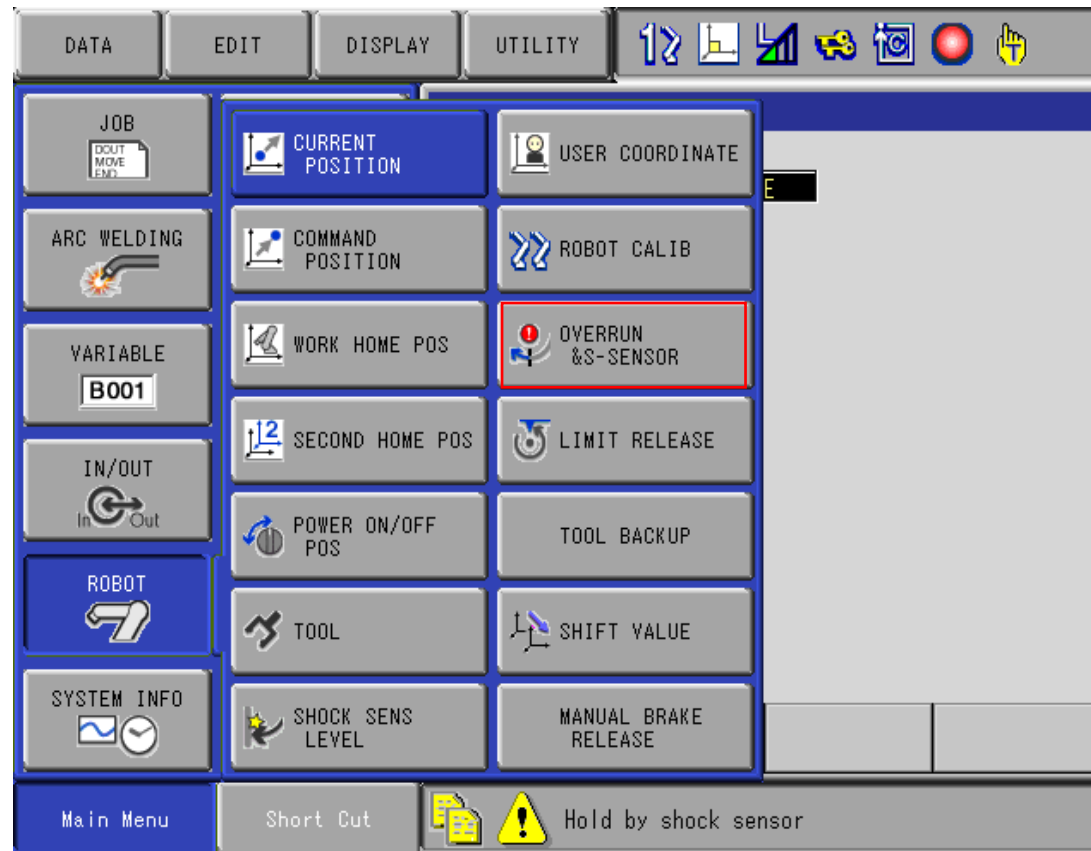 DATA
EDIT
DISPLAY
UTILITY
JOB
DOUT
MOVE
END
ARC WELDING
VARIABLE
B001
IN/OUT
In
Out
ROBOT
SYSTEM INFO
CURRENT
POSITION
COMMAND
POSITION
WORK HOME POS
2
SECOND HOME POS
POWER ON/OFF
POS
TOOL
SHOCK SENS
LEVEL
USER COORDINATE
ROBOT CALIB
OVERRUN
&S-SENSOR
LIMIT RELEASE
TOOL BACKUP
SHIFT VALUE
MANUAL BRAKE
RELEASE
E
Main Menu
Short Cut
Hold by shock sensor